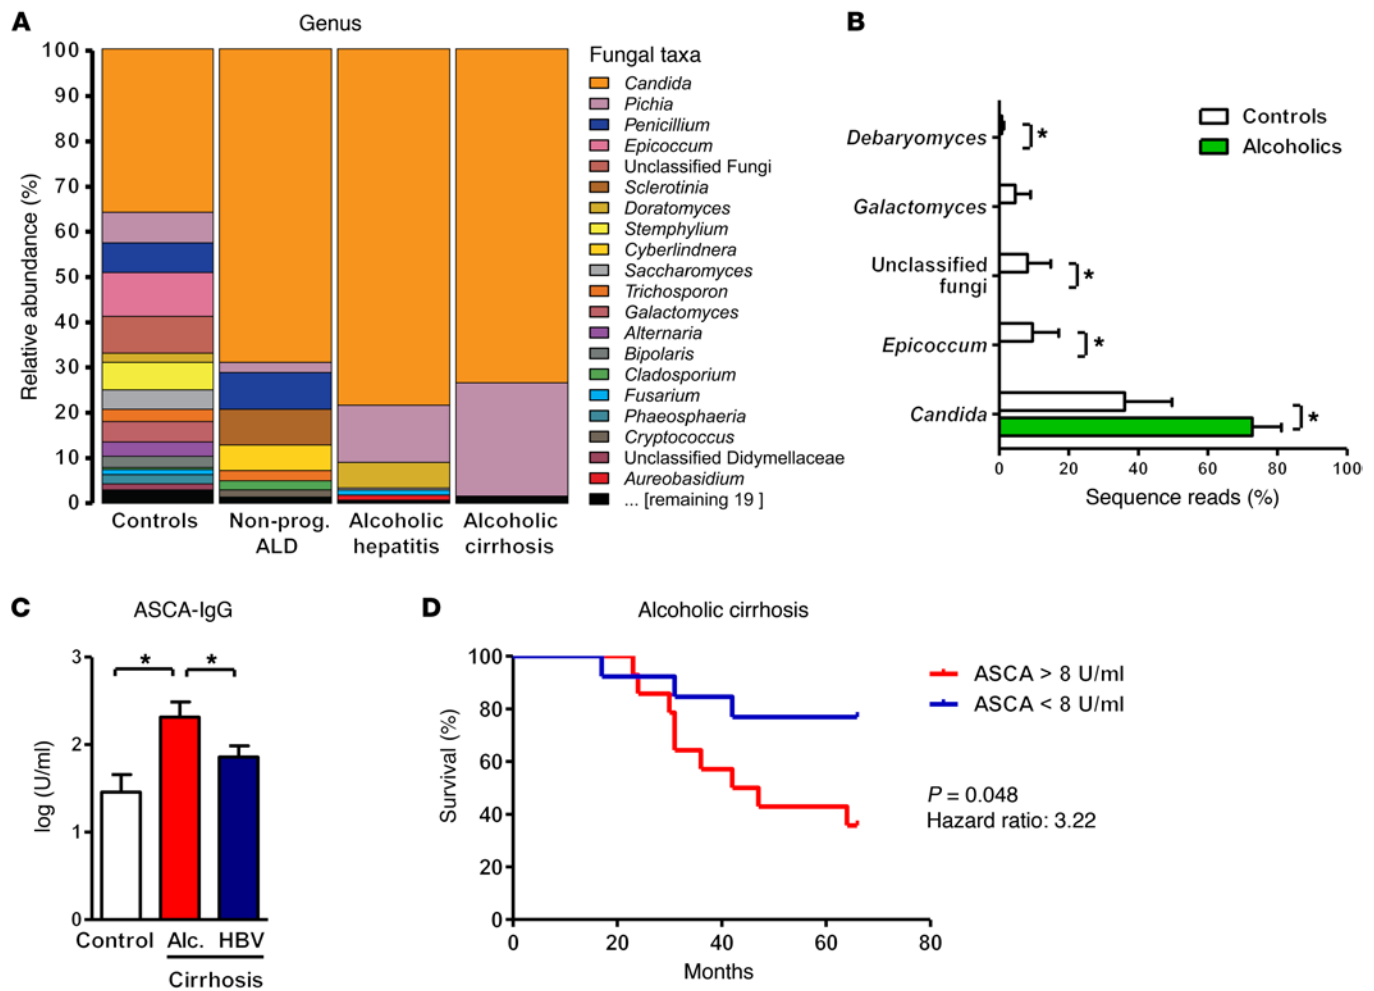 A
Genus
Relative abundance (%)
100
90
80
70
60
50
40
30
20
10
0
Controls
Non-prog.
ALD
Alcoholic
hepatitis
Alcoholic
cirrhosis
Fungal taxa
Candida
Pichia
Penicillium
Epicoccum
Unclassified Fungi
Sclerotinia
Doratomyces
Stemphylium
Cyberlindnera
Saccharomyces
Trichosporon
Galactomyces
Alternaria
Bipolaris
Cladosporium
Fusarium
Phaeosphaeria
Cryptococcus
Unclassified Didymellaceae
Aureobasidium
... [remaining 19 ]
B
Controls
Alcoholics
Debaryomyces
*
Galactomyces
Unclassified
fungi
*
Epicoccum
*
Candida
*
0 20 40 60 80 100
Sequence reads (%)
C
ASCA-IgG
log (U/ml)
3
2
1
0
* *
Control Alc. HBV
Cirrhosis
D
Alcoholic cirrhosis
Survival (%)
100
80
60
40
20
0
0 20 40 60 80
Months
ASCA > 8 U/ml
ASCA < 8 U/ml
P = 0.048
Hazard ratio: 3.22